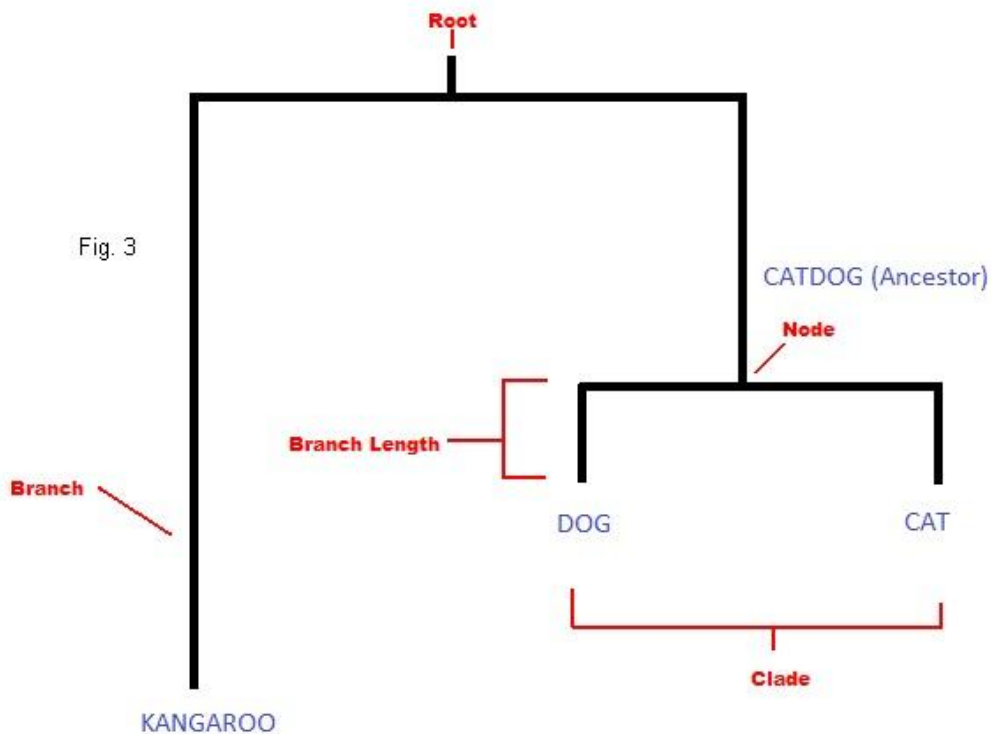 Root
Fig. 3
CATDOG (Ancestor)
Node
Branch Length
Branch
DOG
CAT
Clade
KANGAROO